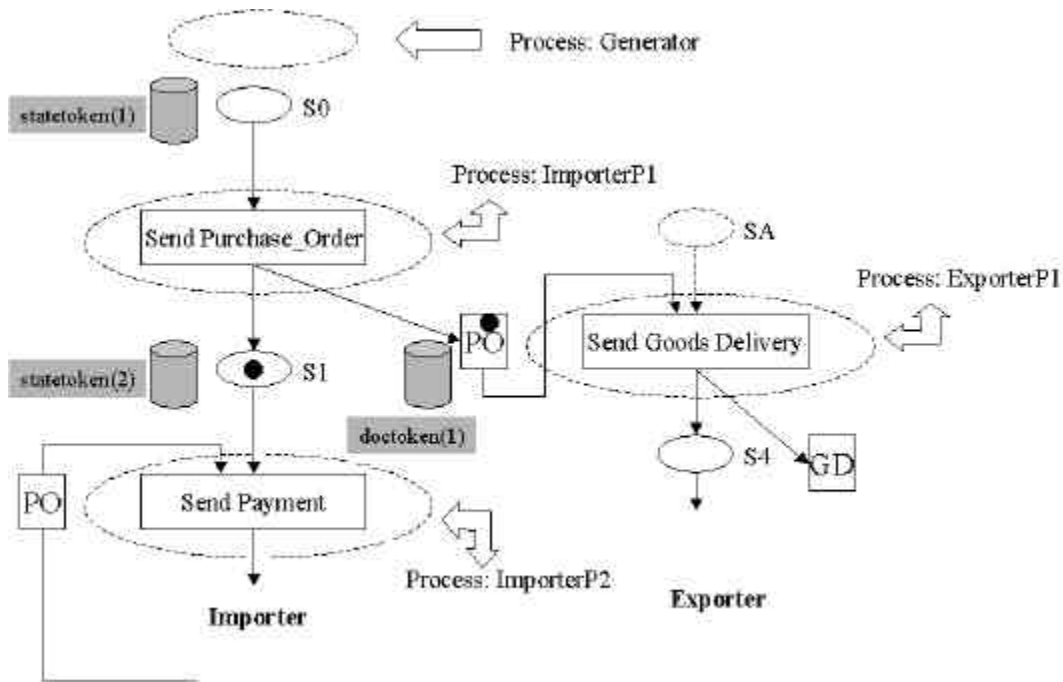 Process: Generator
statetoken(1)
S0
Process: ImporterP1
Send Purchase_Order
SA
Process: ExporterP1
PO
Send Goods Delivery
statetoken(2)
S1
doctoken(1)
S4
GD
PO
Send Payment
Process: ImporterP2
Importer
Exporter